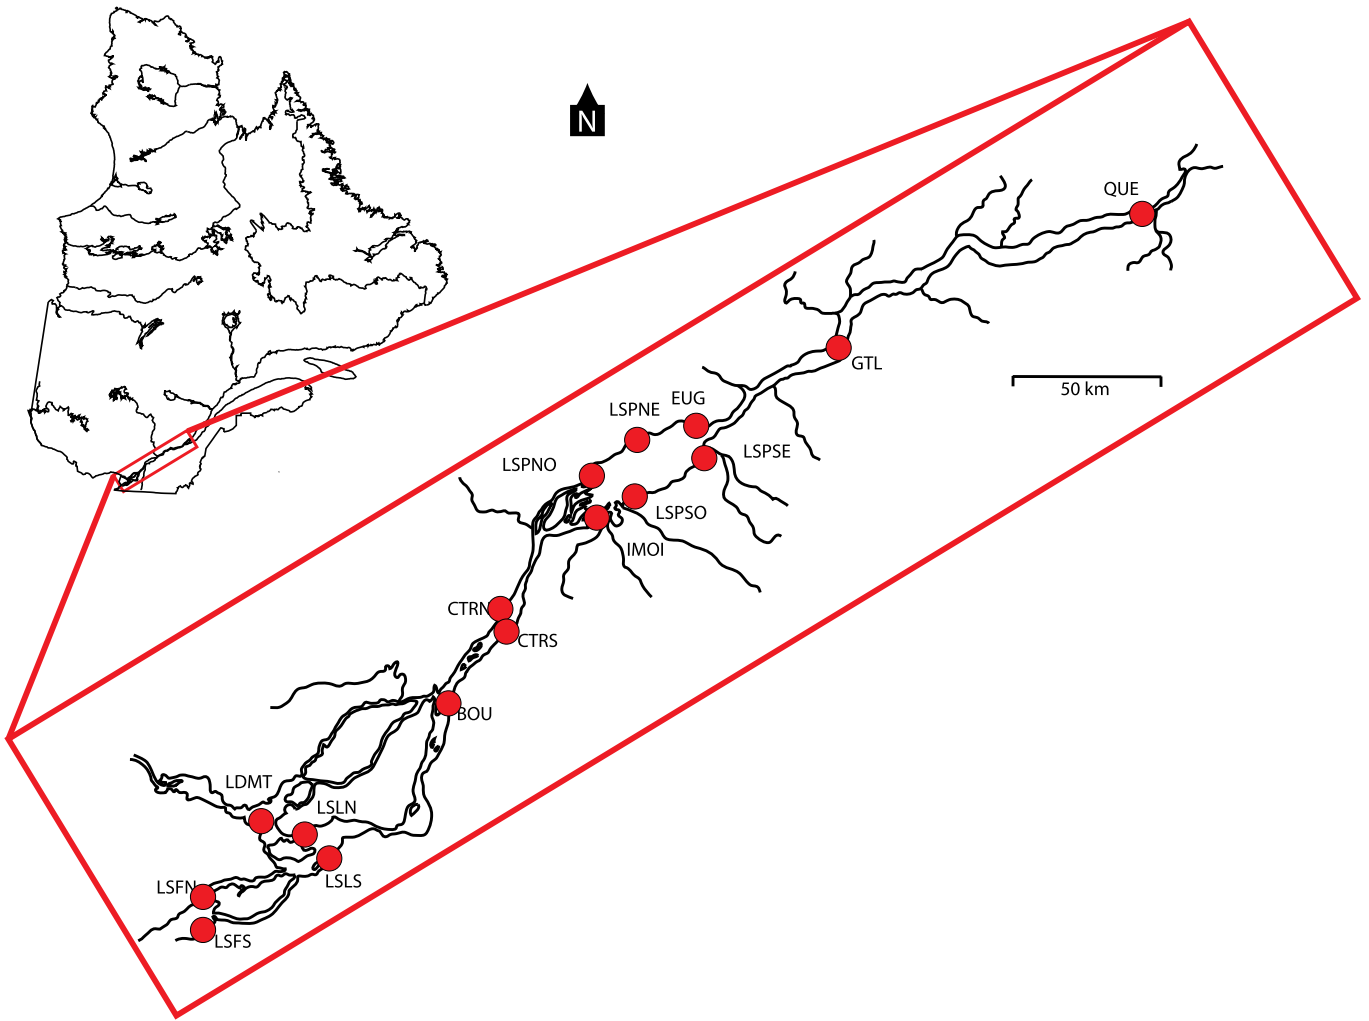 N
QUE
GTL
50 km
EUG
LSPNE
LSPSE
LSPNO
LSPSO
IMOI
CTRN
CTRS
BOU
LDMT
LSLN
LSLS
LSFN
LSFS